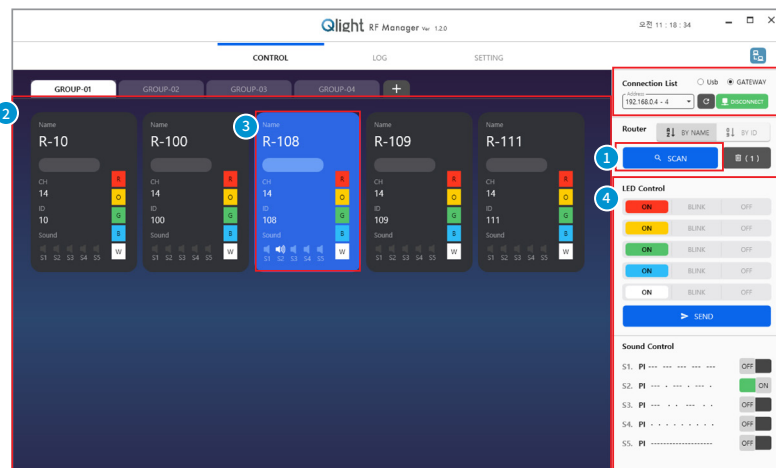 Qlight RF Manager Ver 1.2.0
오전 11 : 18 : 34
CONTROL LOG SETTING
GROUP-01 GROUP-02 GROUP-03 GROUP-04 +
Connection List Usb GATEWAY
Address
192.168.0.4 - 4 DISCONNECT
Router BY NAME BY ID
1
SCAN ( 1 )
2
3
Name
R-10
CH
14
ID
10
Sound
S1 S2 S3 S4 S5
R
O
G
B
W
Name
R-100
CH
14
ID
100
Sound
S1 S2 S3 S4 S5
R
O
G
B
W
Name
R-108
CH
14
ID
108
Sound
S1 S2 S3 S4 S5
R
O
G
B
W
Name
R-109
CH
14
ID
109
Sound
S1 S2 S3 S4 S5
R
O
G
B
W
Name
R-111
CH
14
ID
111
Sound
S1 S2 S3 S4 S5
R
O
G
B
W
4
LED Control
ON BLINK OFF
ON BLINK OFF
ON BLINK OFF
ON BLINK OFF
ON BLINK OFF
SEND
Sound Control
S1. PI --- --- --- --- --- OFF
S2. PI --- · --- · --- · ON
S3. PI --- · · --- · · OFF
S4. PI · · · · · · · · · OFF
S5. PI ------------------- OFF